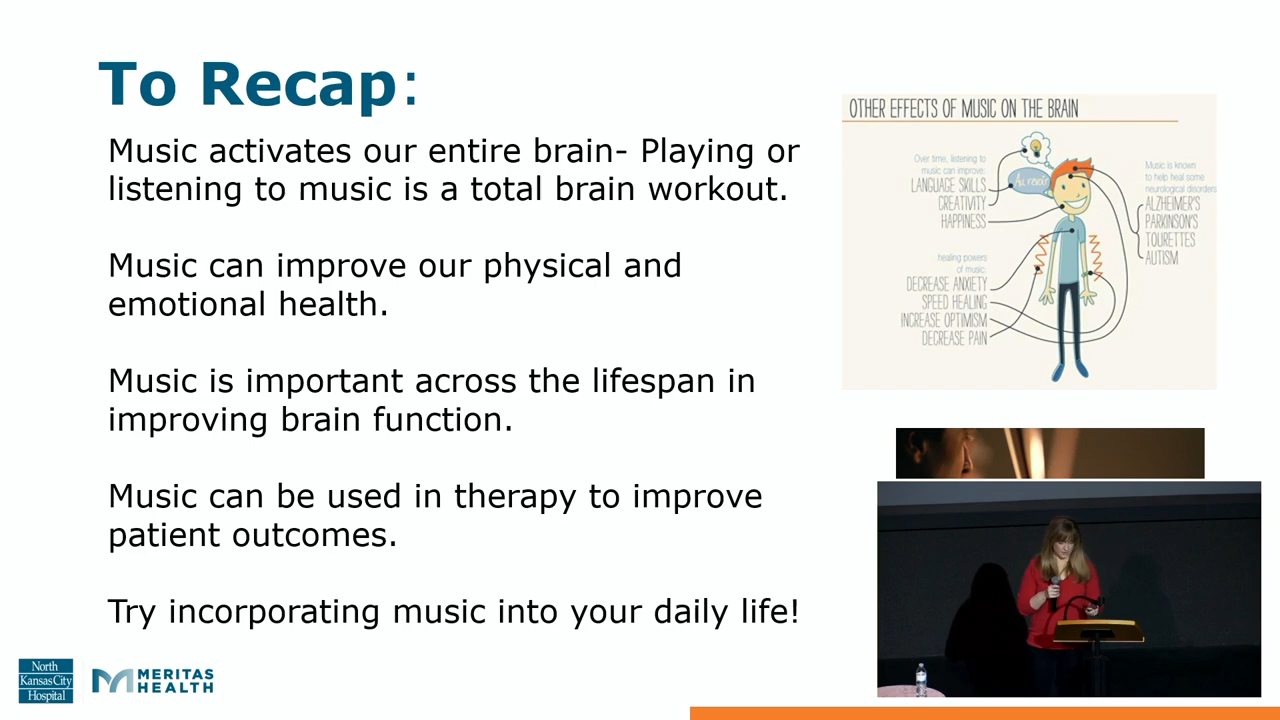 To Recap:
Music activates our entire brain- Playing or
listening to music is a total brain workout.
Music can improve our physical and
emotional health.
Music is important across the lifespan in
improving brain function.
Music can be used in therapy to improve
patient outcomes.
Try incorporating music into your daily life!
OTHER EFFECTS OF MUSIC ON THE BRAIN
Over time, listening to
music can improve:
LANGUAGE SKILLS
CREATIVITY
HAPPINESS
Au revoir
Music is known
to help heal some
neurological disorders
ALZHEIMER'S
PARKINSON'S
TOURETTES
AUTISM
healing powers
of music:
DECREASE ANXIETY
SPEED HEALING
INCREASE OPTIMISM
DECREASE PAIN
North
KansasCity
Hospital
MERITAS
HEALTH